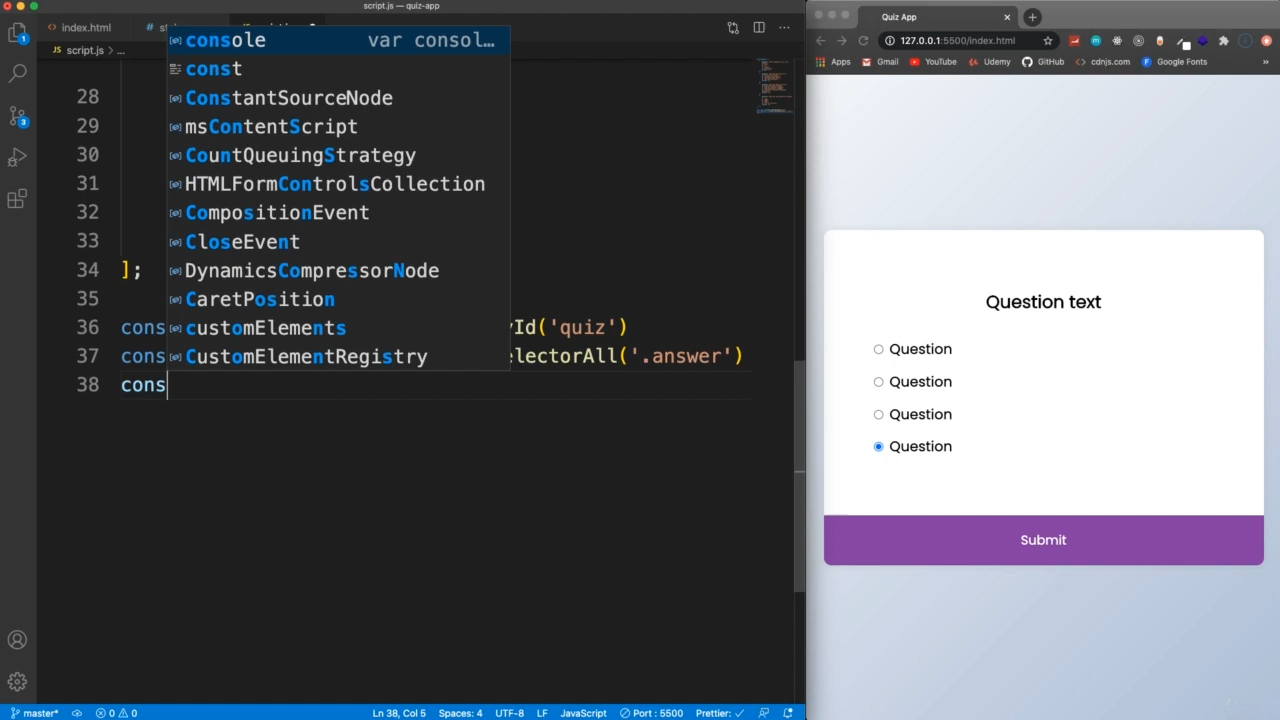 script.js — quiz-app
index.html
JS script.js > ...
console var consol...
const
ConstantSourceNode
msContentScript
CountQueuingStrategy
HTMLFormControlsCollection
CompositionEvent
CloseEvent
DynamicsCompressorNode
CaretPosition
customElements
CustomElementRegistry
28
29
30
31
32
33
34 ];
35
36 cons yId('quiz')
37 cons electorAll('.answer')
38 cons
master* 0 0 Ln 38, Col 5 Spaces: 4 UTF-8 LF JavaScript Port : 5500 Prettier: ✓
Quiz App
127.0.0.1:5500/index.html
Apps Gmail YouTube Udemy GitHub cdnjs.com Google Fonts »
Question text
Question
Question
Question
Question
Submit